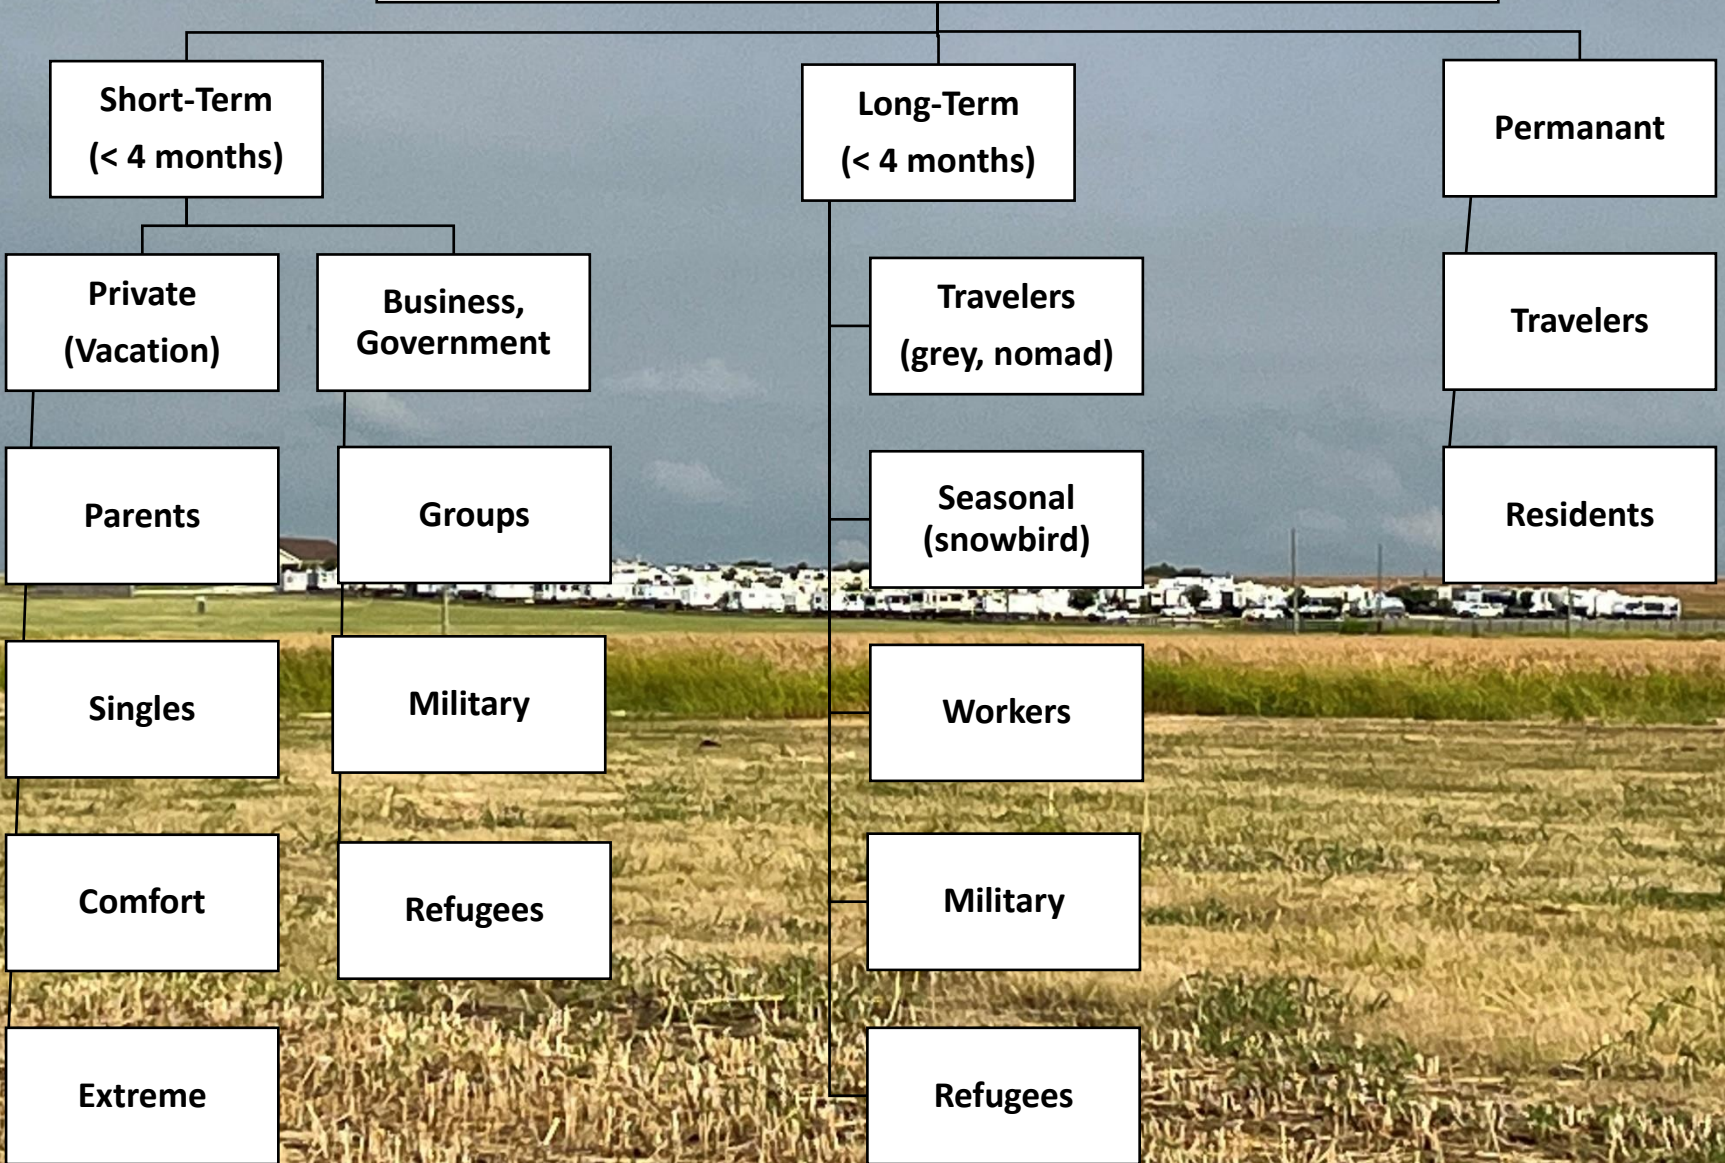 Short-Term
(< 4 months)
Long-Term
(< 4 months)
Permanant
Private
(Vacation)
Business,
Government
Travelers
(grey, nomad)
Travelers
Parents
Groups
Seasonal
(snowbird)
Residents
Singles
Military
Workers
Comfort
Refugees
Military
Extreme
Refugees